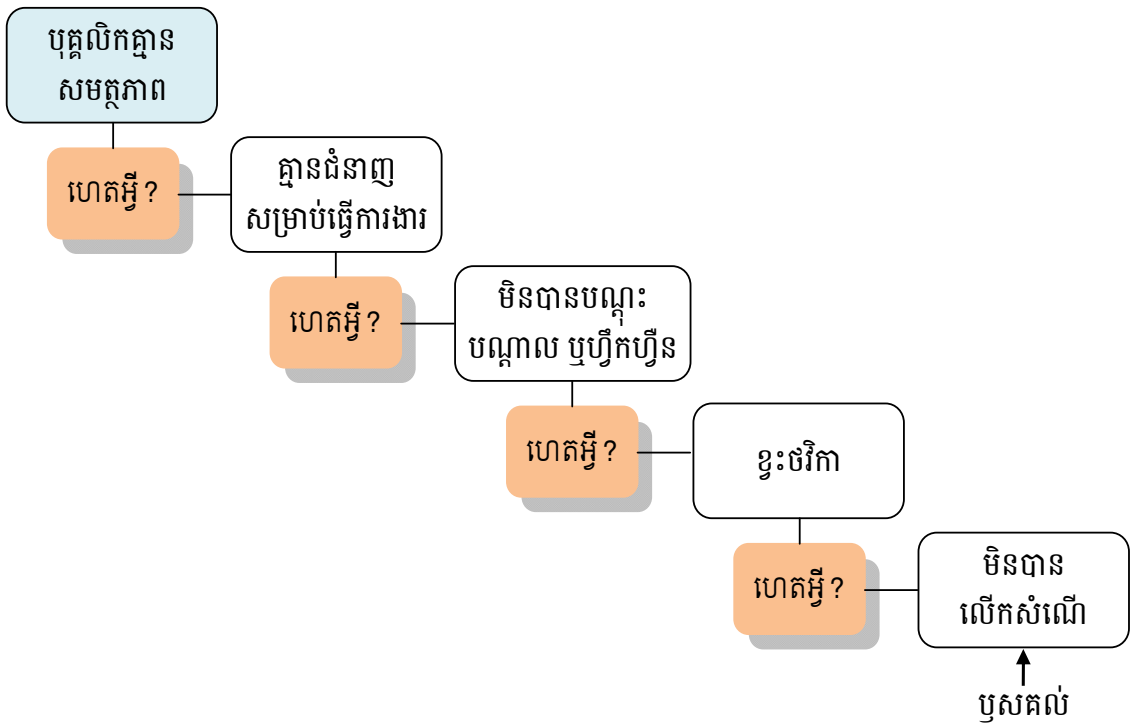 បុគ្គលិកគ្មាន
សមត្ថភាព
ហេតអ្វី?
គ្មានជំនាញ
សម្រាប់ធ្វើការងារ
ហេតអ្វី?
មិនបានបណ្តុះ
បណ្តាល ឬហ្វឹកហ្វឺន
ហេតអ្វី?
ខ្វះថវិកា
ហេតអ្វី?
មិនបាន
លើកសំណើ
ឫសគល់